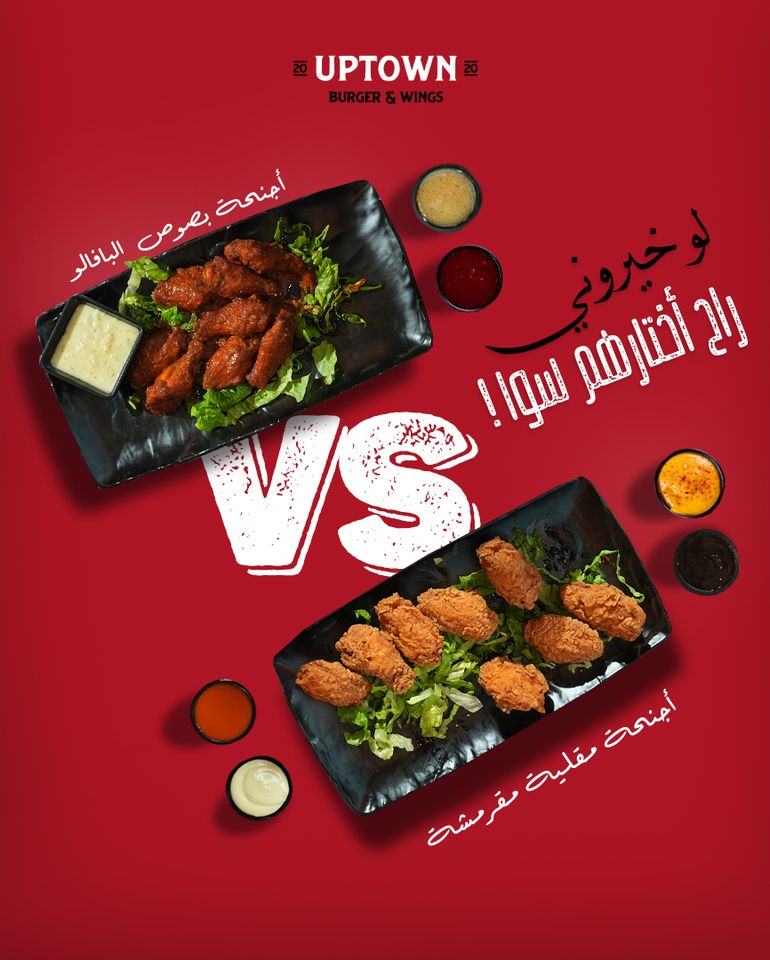 20 UPTOWN 20
BURGER & WINGS
أجنحة بصوص البافالو
لو خيروني
راح أختارهم سوا!
VS
أجنحة مقلية مقرمشة